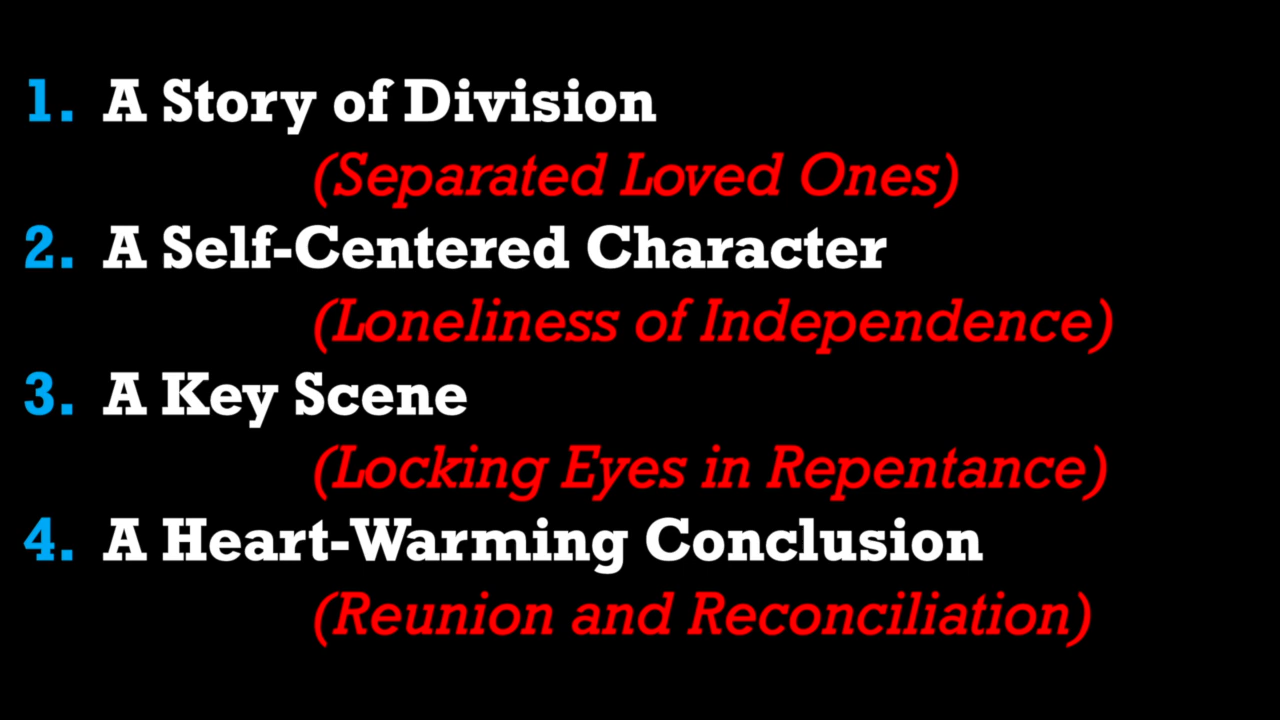 1. A Story of Division
(Separated Loved Ones)
2. A Self-Centered Character
(Loneliness of Independence)
3. A Key Scene
(Locking Eyes in Repentance)
4. A Heart-Warming Conclusion
(Reunion and Reconciliation)